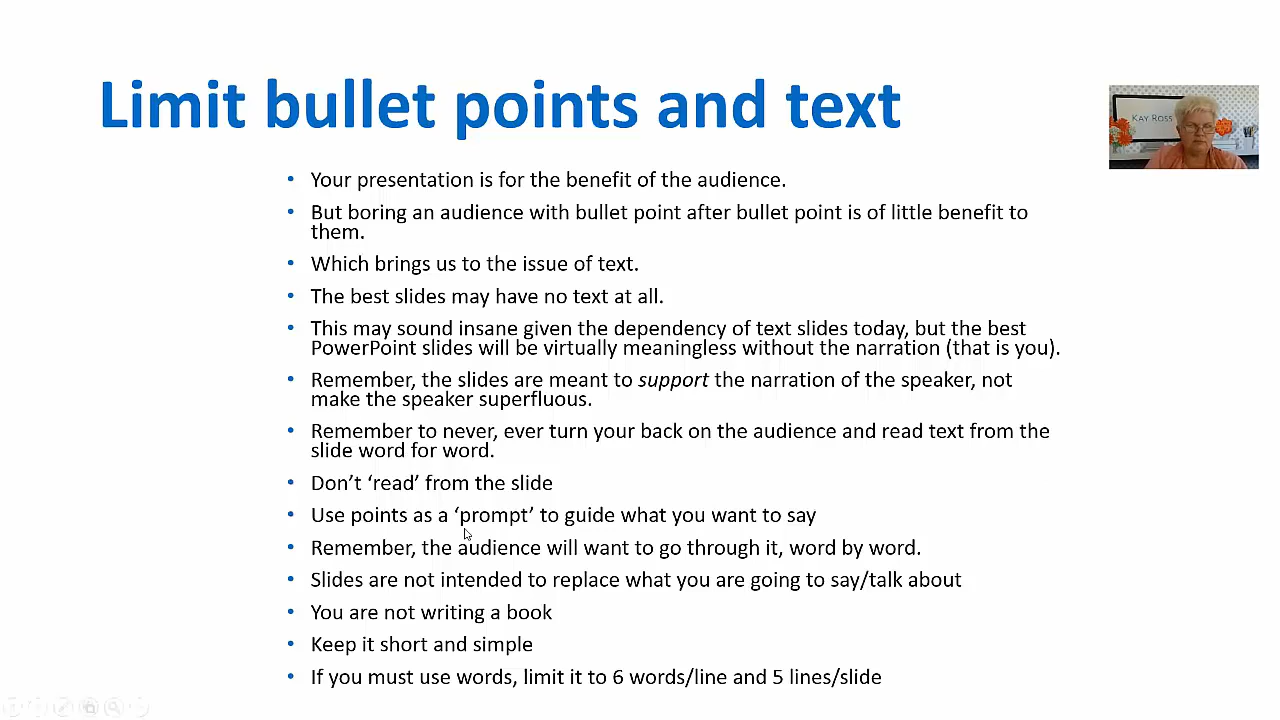 Limit bullet points and text
KAY ROSS
• Your presentation is for the benefit of the audience.
• But boring an audience with bullet point after bullet point is of little benefit to
them.
• Which brings us to the issue of text.
• The best slides may have no text at all.
• This may sound insane given the dependency of text slides today, but the best
PowerPoint slides will be virtually meaningless without the narration (that is you).
• Remember, the slides are meant to support the narration of the speaker, not
make the speaker superfluous.
• Remember to never, ever turn your back on the audience and read text from the
slide word for word.
• Don’t ‘read’ from the slide
• Use points as a ‘prompt’ to guide what you want to say
• Remember, the audience will want to go through it, word by word.
• Slides are not intended to replace what you are going to say/talk about
• You are not writing a book
• Keep it short and simple
• If you must use words, limit it to 6 words/line and 5 lines/slide